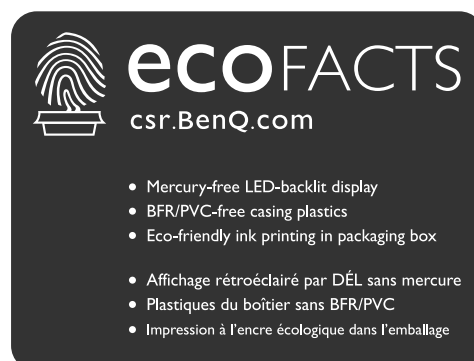 ecoFACTS
csr.BenQ.com
• Mercury-free LED-backlit display
• BFR/PVC-free casing plastics
• Eco-friendly ink printing in packaging box
• Affichage rétroéclairé par DÉL sans mercure
• Plastiques du boîtier sans BFR/PVC
• Impression à l'encre écologique dans l'emballage